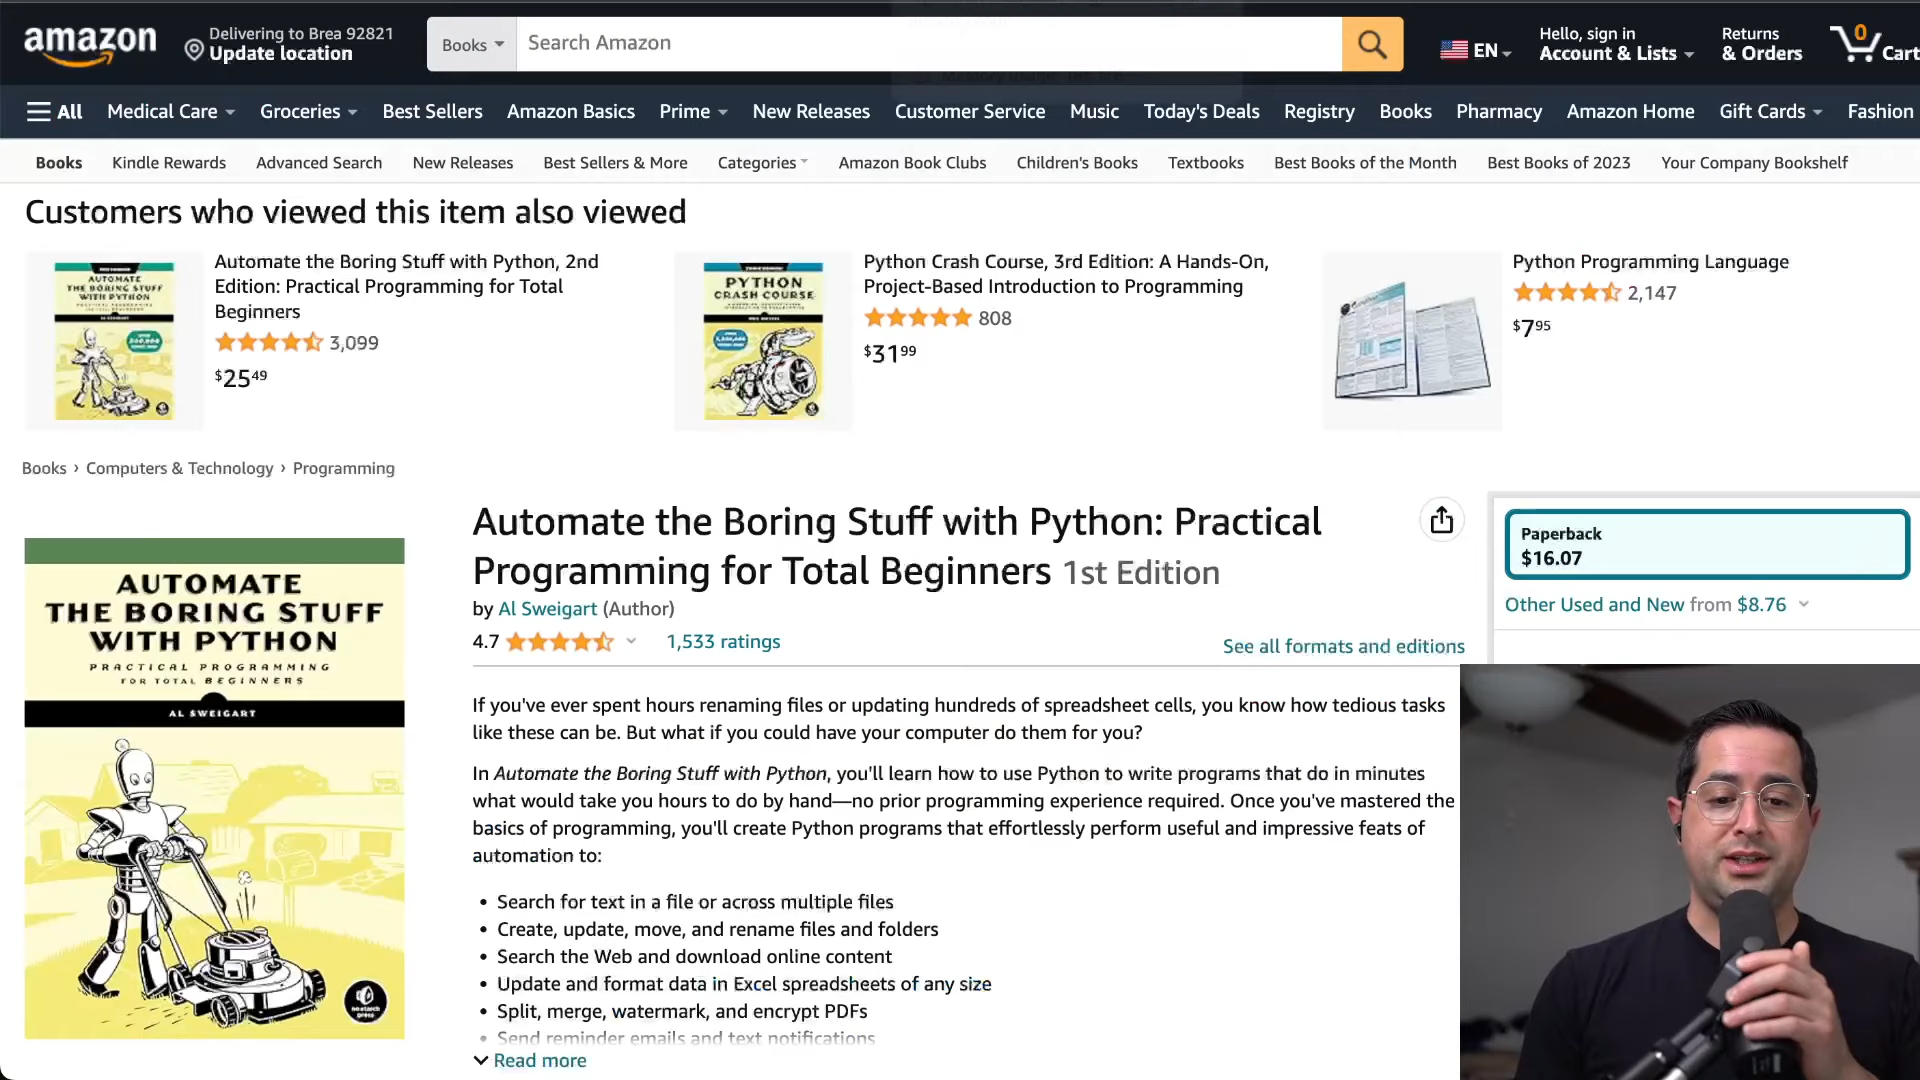 amazon
Delivering to Brea 92821
Update location
Books
Search Amazon
EN
Hello, sign in
Account & Lists
Returns
& Orders
0
Cart
All
Medical Care
Groceries
Best Sellers
Amazon Basics
Prime
New Releases
Customer Service
Music
Today's Deals
Registry
Books
Pharmacy
Amazon Home
Gift Cards
Fashion
Books
Kindle Rewards
Advanced Search
New Releases
Best Sellers & More
Categories
Amazon Book Clubs
Children's Books
Textbooks
Best Books of the Month
Best Books of 2023
Your Company Bookshelf
Customers who viewed this item also viewed
AUTOMATE
THE BORING STUFF
WITH PYTHON
Automate the Boring Stuff with Python, 2nd
Edition: Practical Programming for Total
Beginners
3,099
$2549
PYTHON
CRASH COURSE
Python Crash Course, 3rd Edition: A Hands-On,
Project-Based Introduction to Programming
808
$3199
Python Programming Language
2,147
$795
Books › Computers & Technology › Programming
AUTOMATE
THE BORING STUFF
WITH PYTHON
PRACTICAL PROGRAMMING
FOR TOTAL BEGINNERS
AL SWEIGART
no starch
press
Automate the Boring Stuff with Python: Practical
Programming for Total Beginners 1st Edition
by Al Sweigart (Author)
4.7
1,533 ratings
See all formats and editions
If you've ever spent hours renaming files or updating hundreds of spreadsheet cells, you know how tedious tasks
like these can be. But what if you could have your computer do them for you?
In Automate the Boring Stuff with Python, you'll learn how to use Python to write programs that do in minutes
what would take you hours to do by hand—no prior programming experience required. Once you've mastered the
basics of programming, you'll create Python programs that effortlessly perform useful and impressive feats of
automation to:
• Search for text in a file or across multiple files
• Create, update, move, and rename files and folders
• Search the Web and download online content
• Update and format data in Excel spreadsheets of any size
• Split, merge, watermark, and encrypt PDFs
• Send reminder emails and text notifications
Read more
Paperback
$16.07
Other Used and New from $8.76